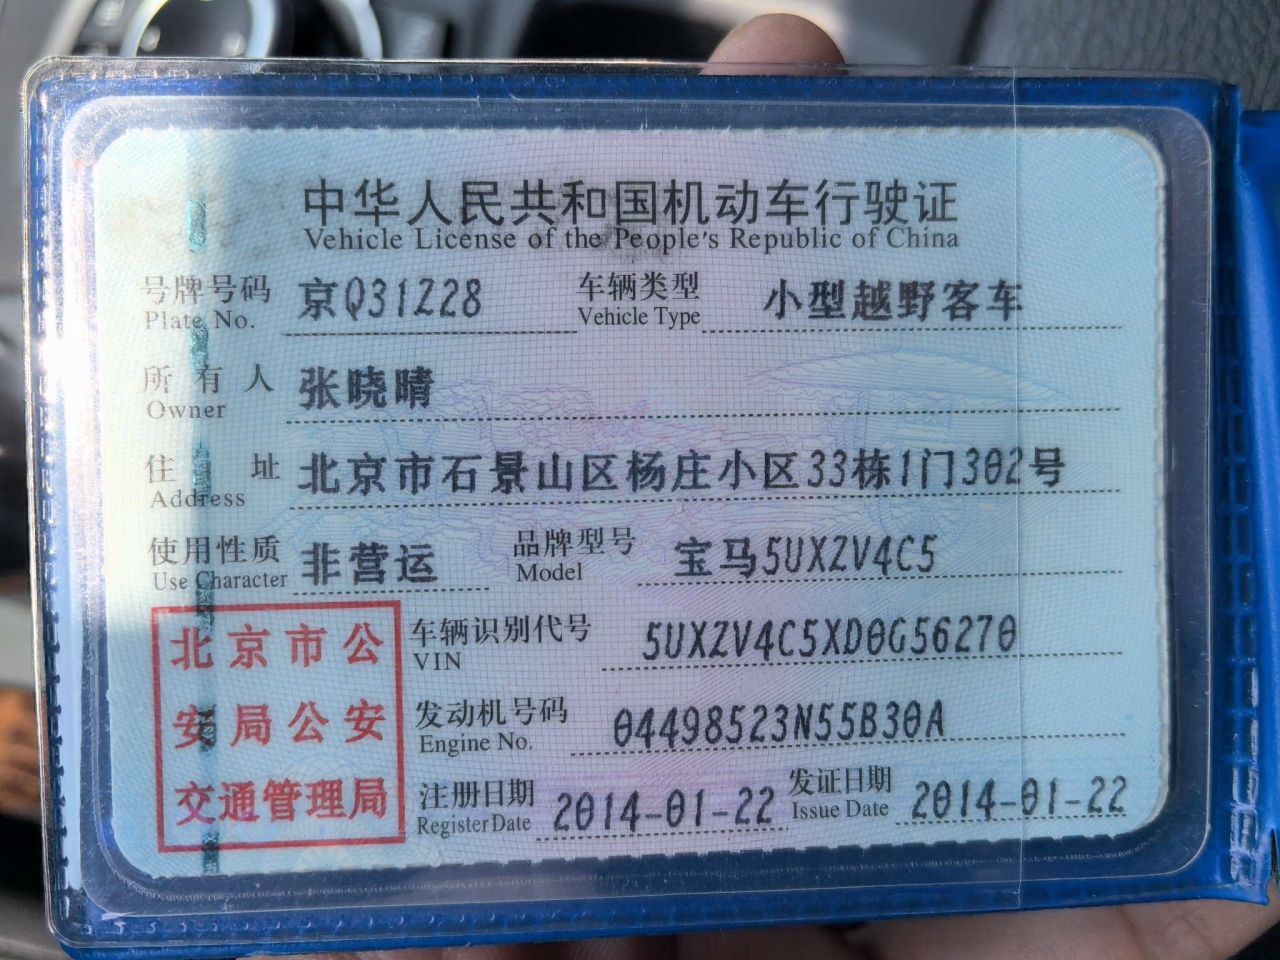 中华人民共和国机动车行驶证
Vehicle License of the People's Republic of China
号牌号码 京Q31Z28 车辆类型 小型越野客车
Plate No. Vehicle Type
所有人 张晓晴
Owner
住址 北京市石景山区杨庄小区33栋1门302号
Address
使用性质 非营运 品牌型号 宝马5UXZV4C5
Use Character Model
北京市公
安局公安
交通管理局
车辆识别代号 5UXZV4C5XD0G56270
VIN
发动机号码 04498523N55B30A
Engine No.
注册日期 2014-01-22 发证日期 2014-01-22
Register Date Issue Date